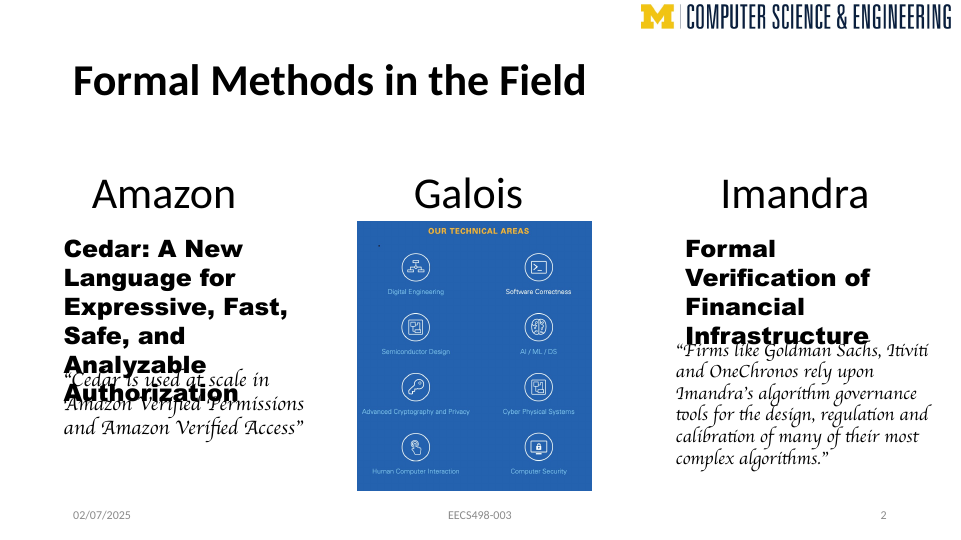 M | COMPUTER SCIENCE & ENGINEERING
Formal Methods in the Field
Amazon
Cedar: A New
Language for
Expressive, Fast,
Safe, and
Analyzable
Authorization
“Cedar is used at scale in
Amazon Verified Permissions
and Amazon Verified Access”
Galois
OUR TECHNICAL AREAS
Digital Engineering
Software Correctness
Semiconductor Design
AI / ML / DS
Advanced Cryptography and Privacy
Cyber Physical Systems
Human Computer Interaction
Computer Security
Imandra
Formal
Verification of
Financial
Infrastructure
“Firms like Goldman Sachs, Itiviti
and OneChronos rely upon
Imandra’s algorithm governance
tools for the design, regulation and
calibration of many of their most
complex algorithms.”
02/07/2025
EECS498-003
2